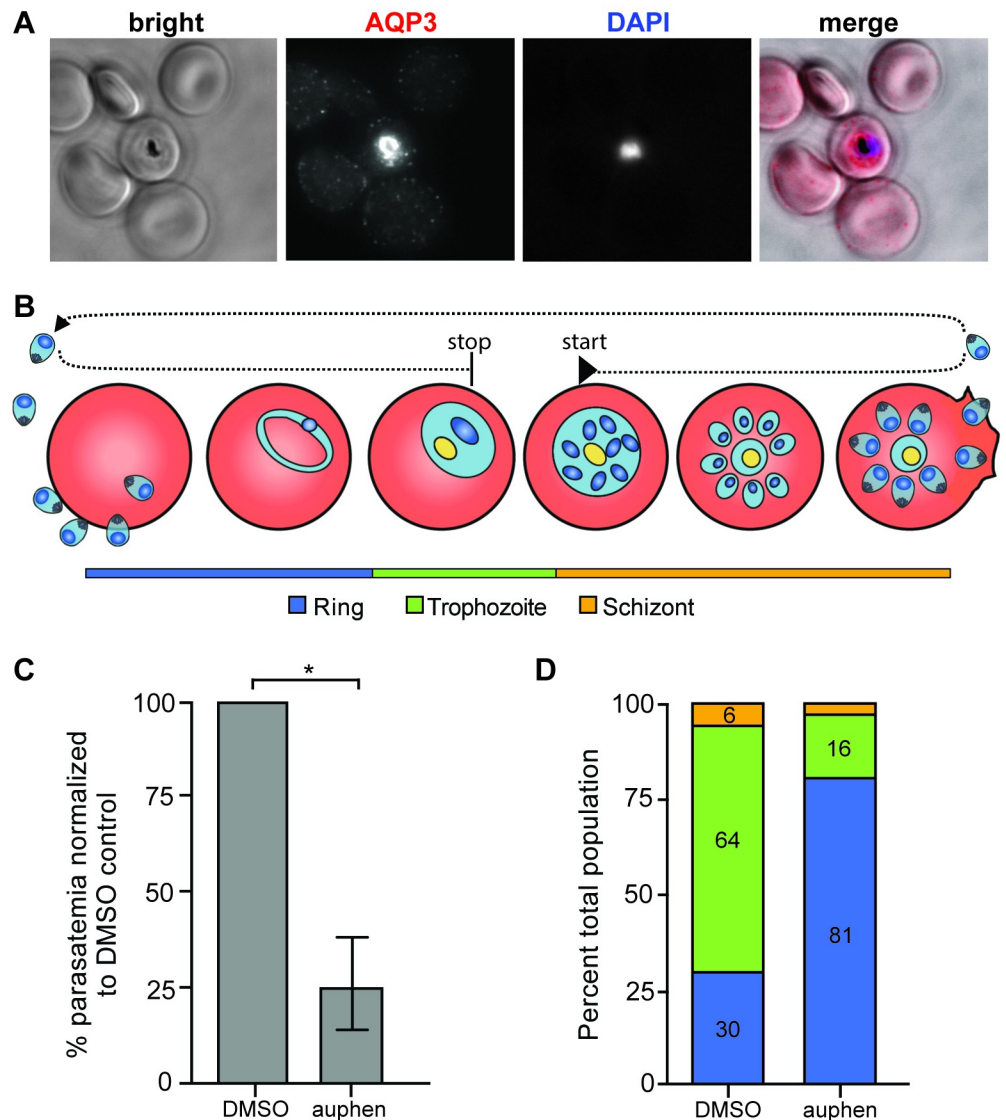 A
bright
AQP3
DAPI
merge
B
stop
start
Ring
Trophozoite
Schizont
C
*
100
75
50
25
0
% parasatemia normalized
to DMSO control
DMSO
auphen
D
100
75
50
25
0
Percent total population
6
64
30
16
81
DMSO
auphen